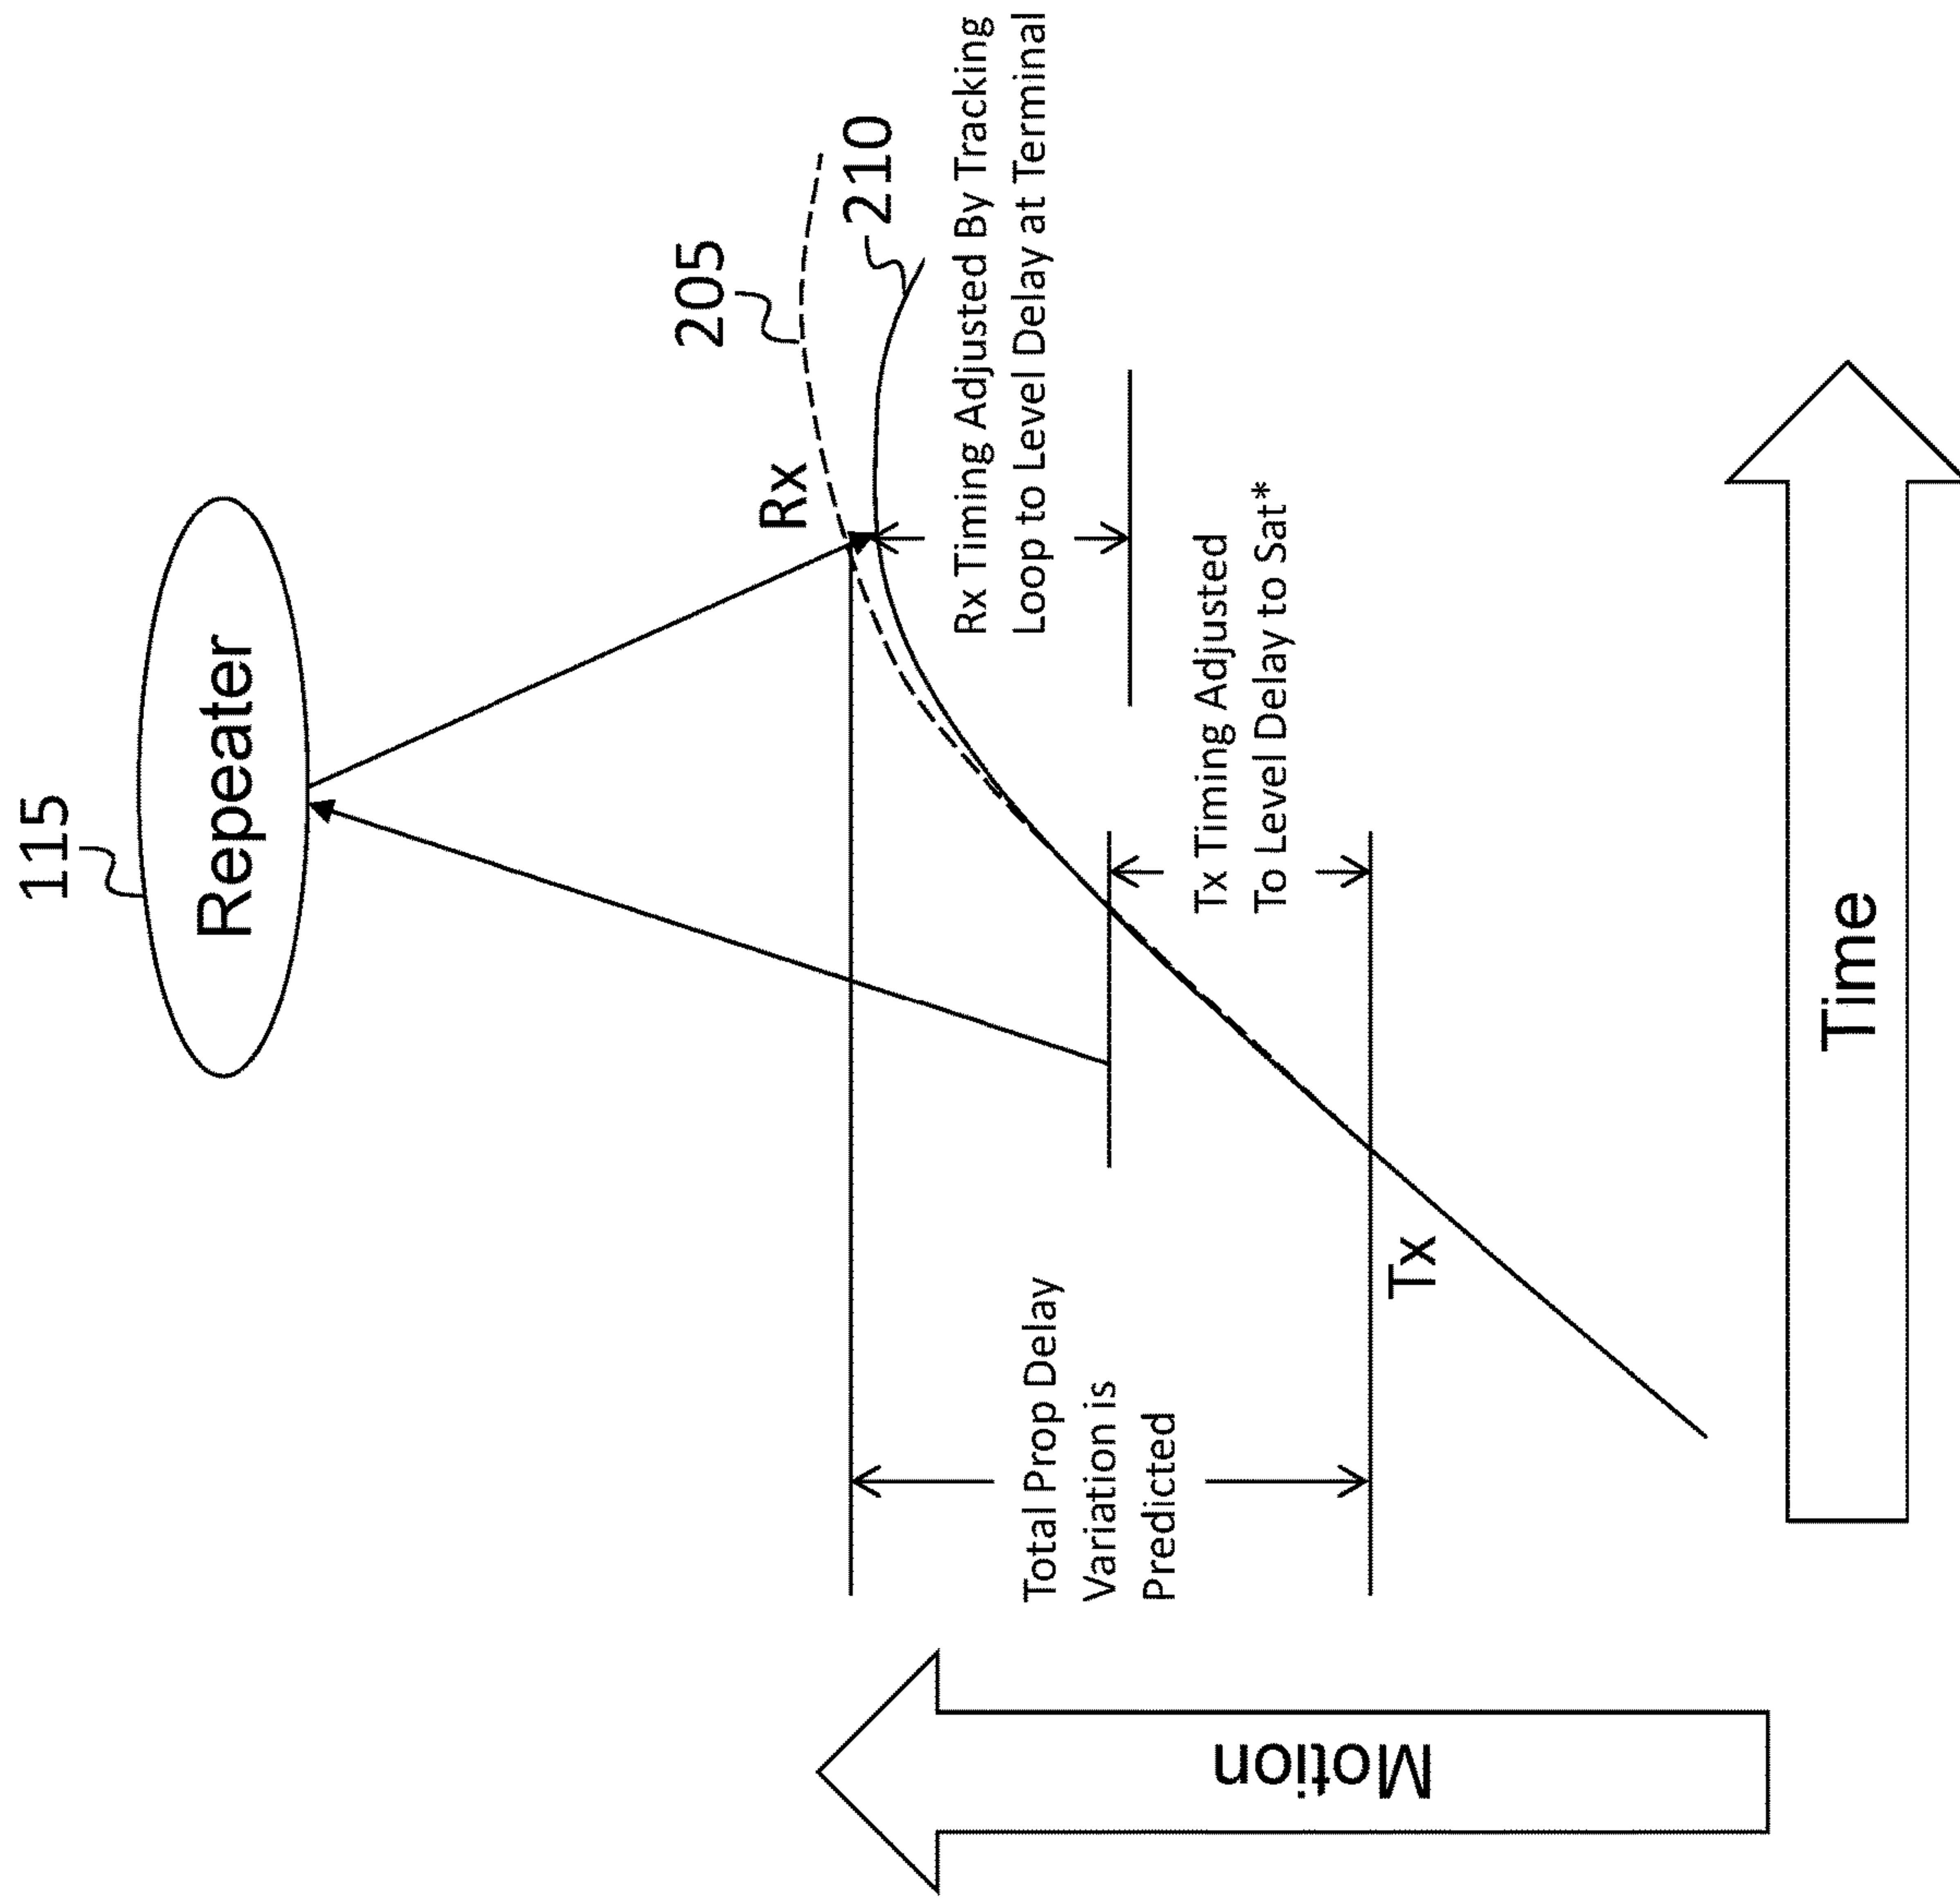 115
Repeater
205
Rx
210
Rx Timing Adjusted By Tracking
Loop to Level Delay at Terminal
Tx Timing Adjusted
To Level Delay to Sat*
Total Prop Delay
Variation is
Predicted
Tx
Motion
Time